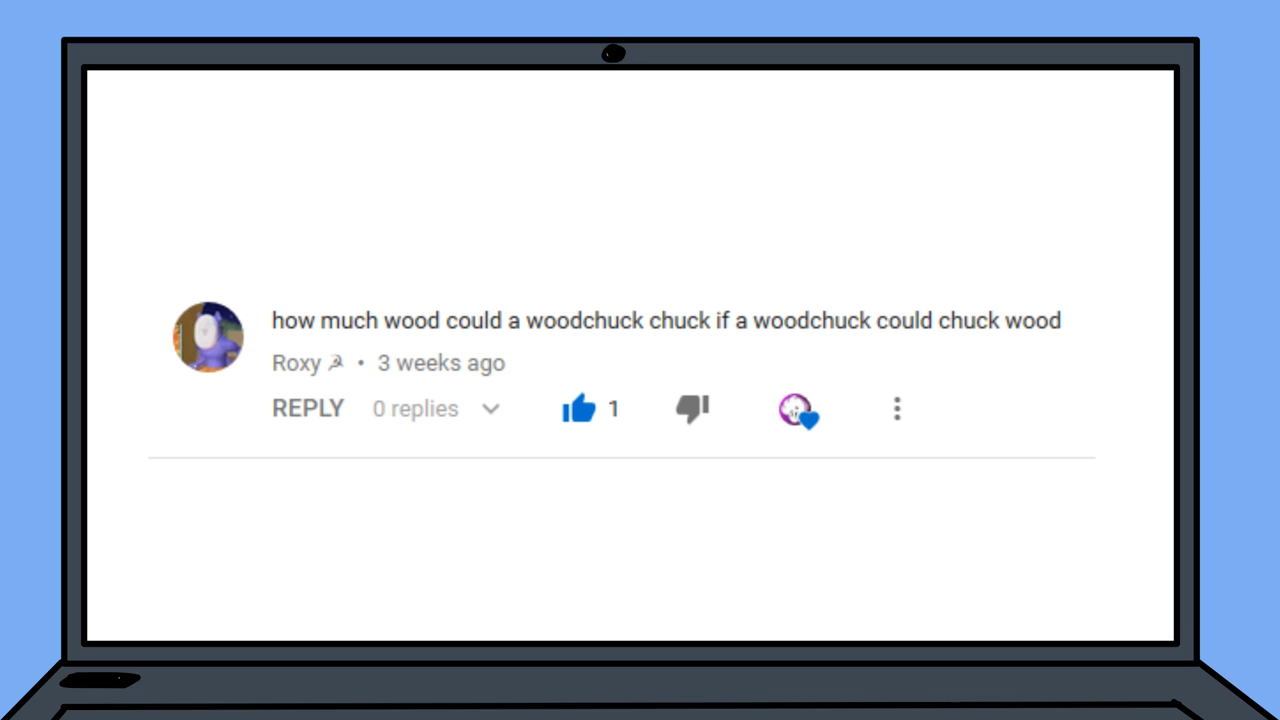 how much wood could a woodchuck chuck if a woodchuck could chuck wood
Roxy ☭ • 3 weeks ago
REPLY 0 replies 1